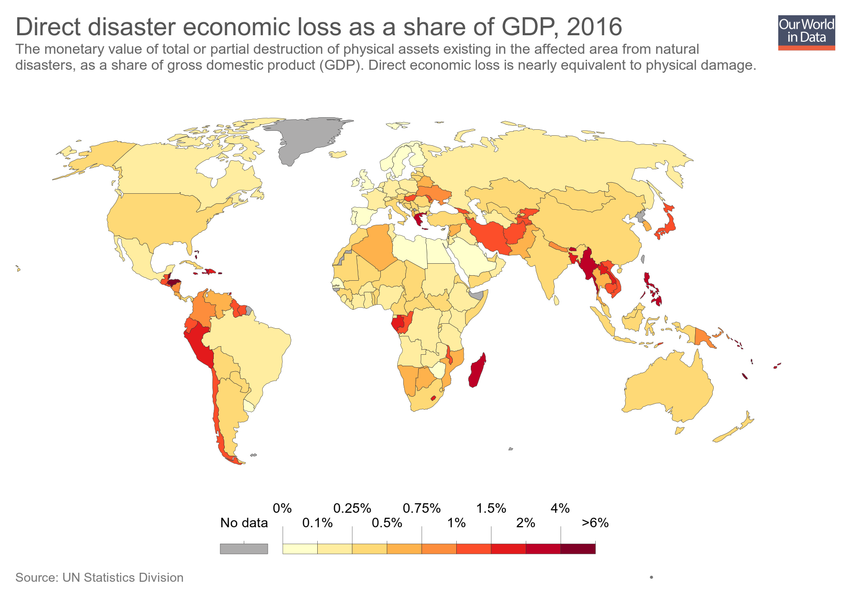 Direct disaster economic loss as a share of GDP, 2016
Our World
in Data
The monetary value of total or partial destruction of physical assets existing in the affected area from natural
disasters, as a share of gross domestic product (GDP). Direct economic loss is nearly equivalent to physical damage.
0% 0.25% 0.75% 1.5% 4%
No data 0.1% 0.5% 1% 2% >6%
Source: UN Statistics Division